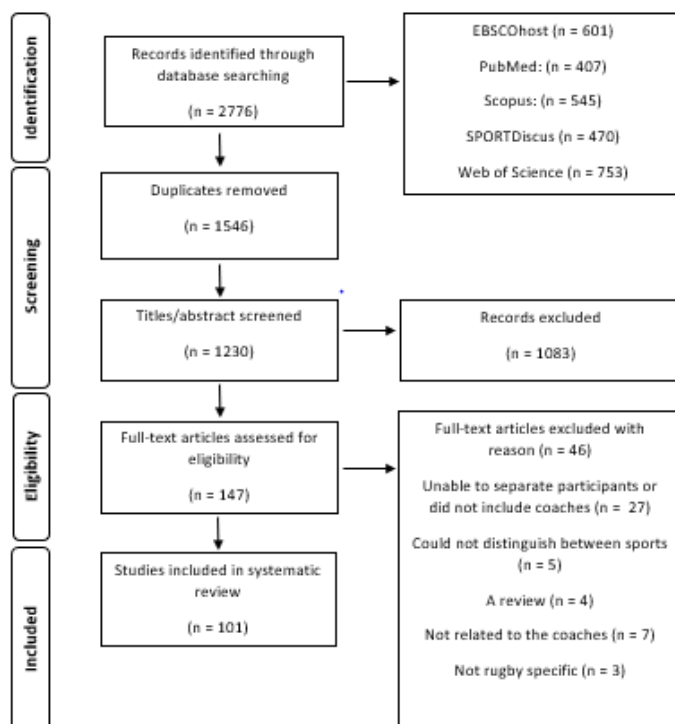 Identification
Records identified through
database searching
(n = 2776)
EBSCOhost (n = 601)
PubMed: (n = 407)
Scopus: (n = 545)
SPORTDiscus (n = 470)
Web of Science (n = 753)
Screening
Duplicates removed
(n = 1546)
Titles/abstract screened
(n = 1230)
Records excluded
(n = 1083)
Eligibility
Full-text articles assessed for
eligibility
(n = 147)
Full-text articles excluded with
reason (n = 46)
Unable to separate participants or
did not include coaches (n = 27)
Could not distinguish between sports
(n = 5)
A review (n = 4)
Not related to the coaches (n = 7)
Not rugby specific (n = 3)
Included
Studies included in systematic
review
(n = 101)